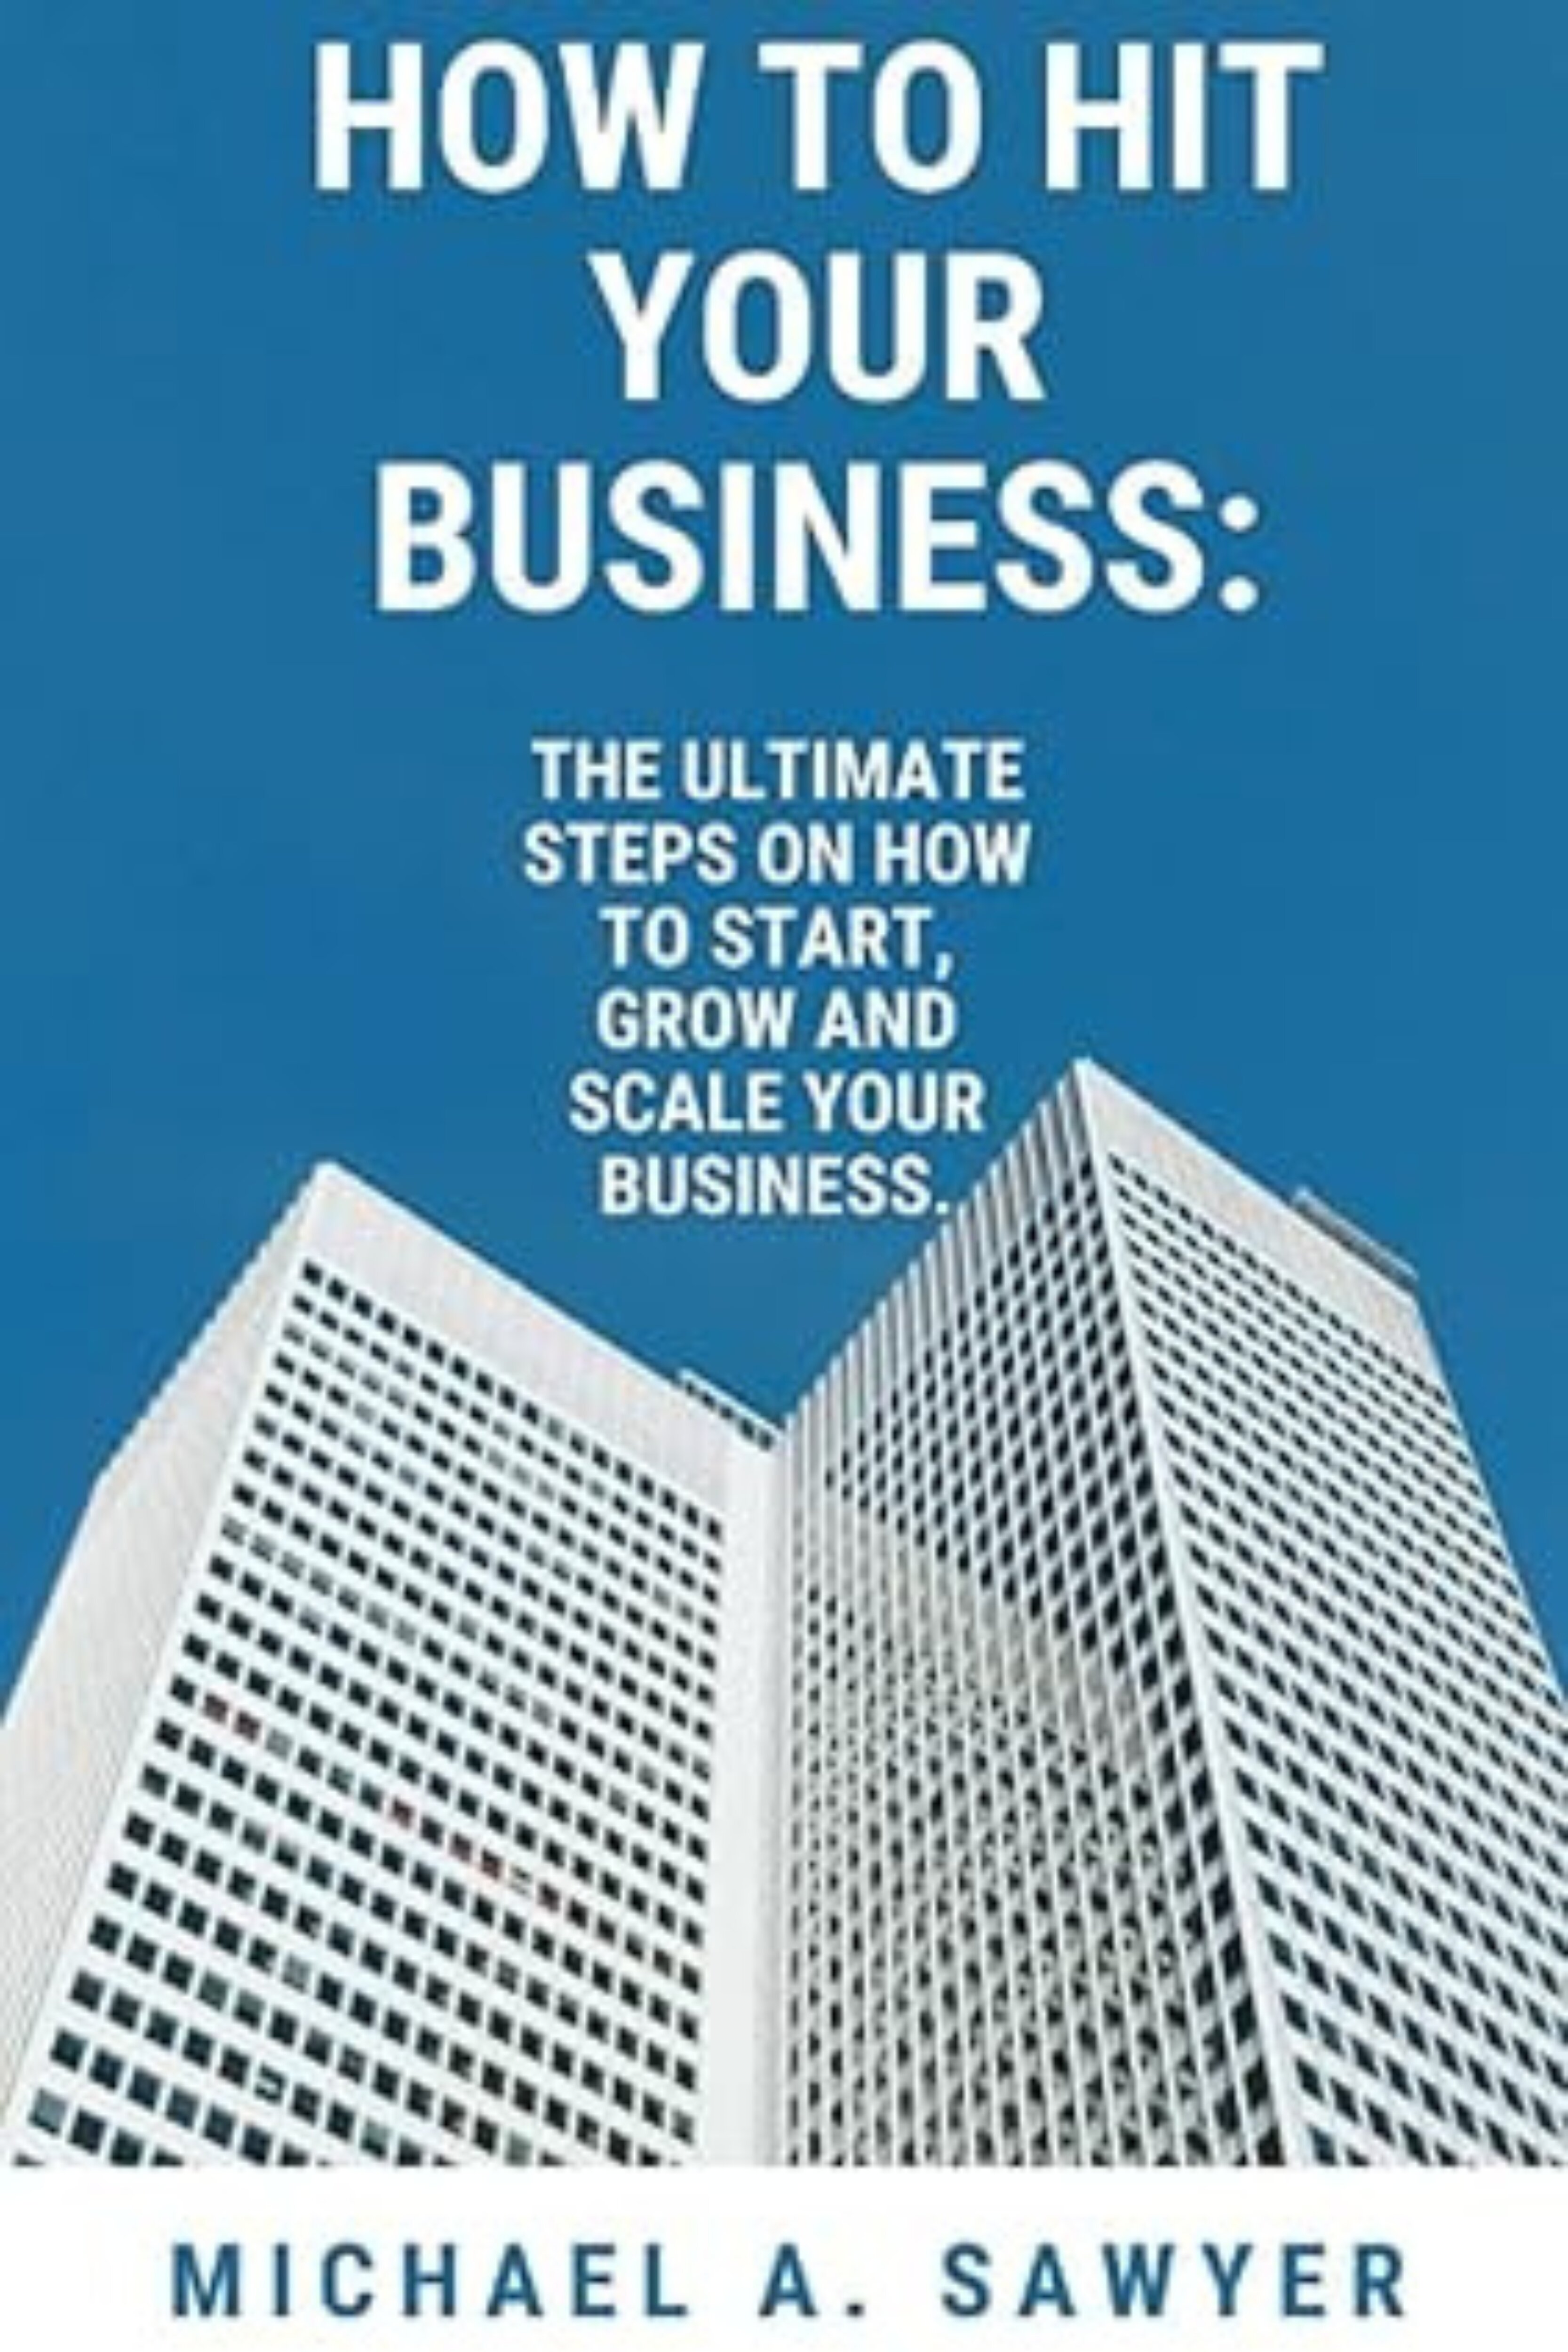 HOW TO HIT
YOUR
BUSINESS:
THE ULTIMATE
STEPS ON HOW
TO START,
GROW AND
SCALE YOUR
BUSINESS.
MICHAEL A. SAWYER